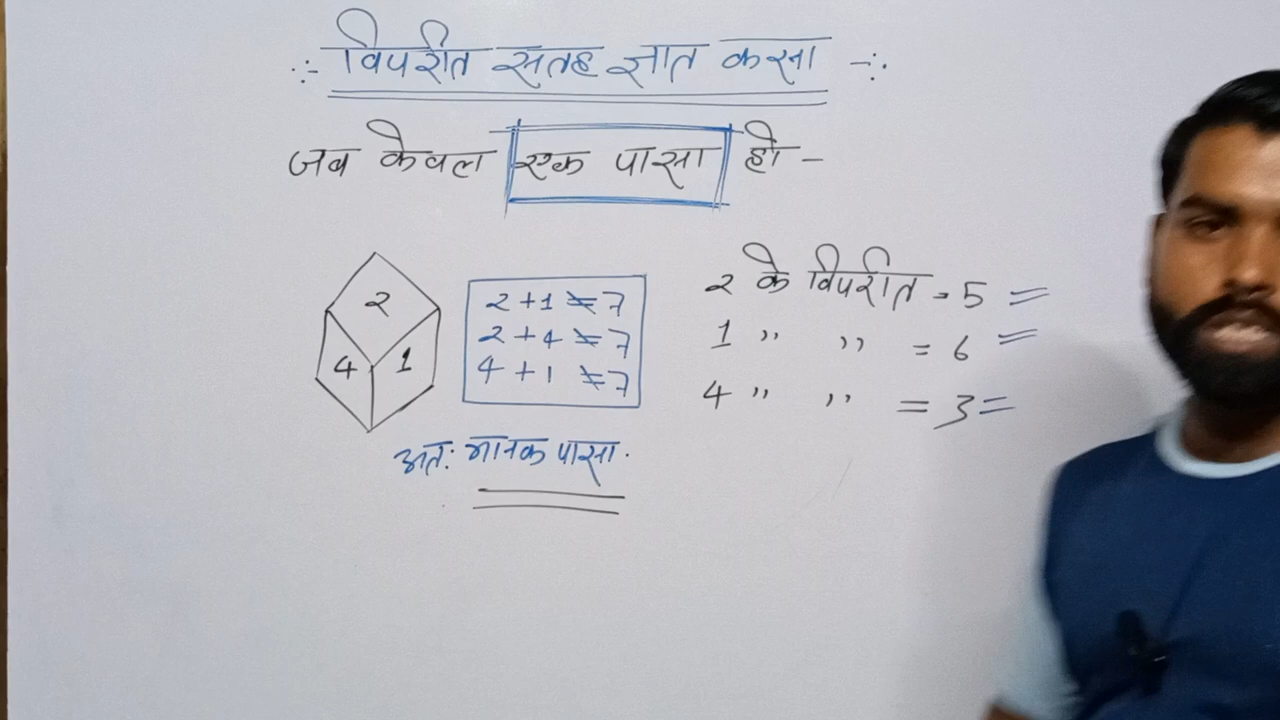 ∴- विपरीत सतह ज्ञात करना -:.
जब केवल एक पासा हो -
2
4 1
2 + 1 ≠ 7
2 + 4 ≠ 7
4 + 1 ≠ 7
अतः मानक पासा.
2 के विपरीत = 5 =
1 " " = 6 =
4 " " = 3 =